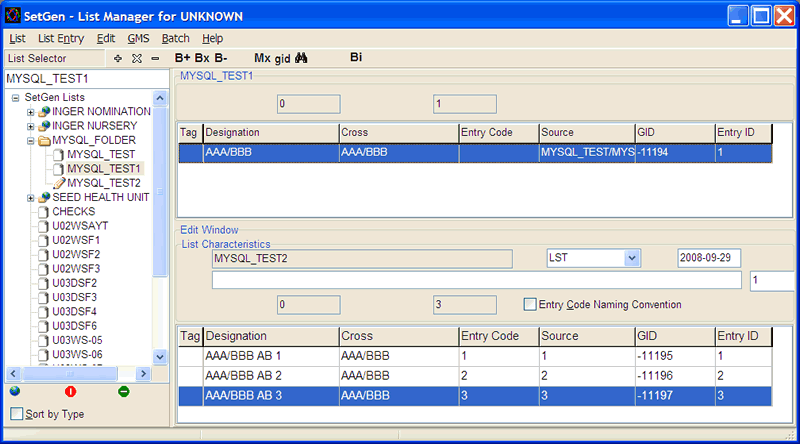 SetGen - List Manager for UNKNOWN
List List Entry Edit GMS Batch Help
List Selector B+ Bx B- Mx gid Bi
MYSQL_TEST1
SetGen Lists
INGER NOMINATION
INGER NURSERY
MYSQL_FOLDER
MYSQL_TEST
MYSQL_TEST1
MYSQL_TEST2
SEED HEALTH UNIT
CHECKS
U02WSAYT
U02WSF1
U02WSF2
U02WSF3
U03DSF2
U03DSF3
U03DSF4
U03DSF6
U03WS-05
U03WS-06
Sort by Type
MYSQL_TEST1
0 1
Tag Designation Cross Entry Code Source GID Entry ID
AAA/BBB AAA/BBB MYSQL_TEST/MYS -11194 1
Edit Window
List Characteristics
MYSQL_TEST2 LST 2008-09-29
1
0 3 Entry Code Naming Convention
Tag Designation Cross Entry Code Source GID Entry ID
AAA/BBB AB 1 AAA/BBB 1 1 -11195 1
AAA/BBB AB 2 AAA/BBB 2 2 -11196 2
AAA/BBB AB 3 AAA/BBB 3 3 -11197 3